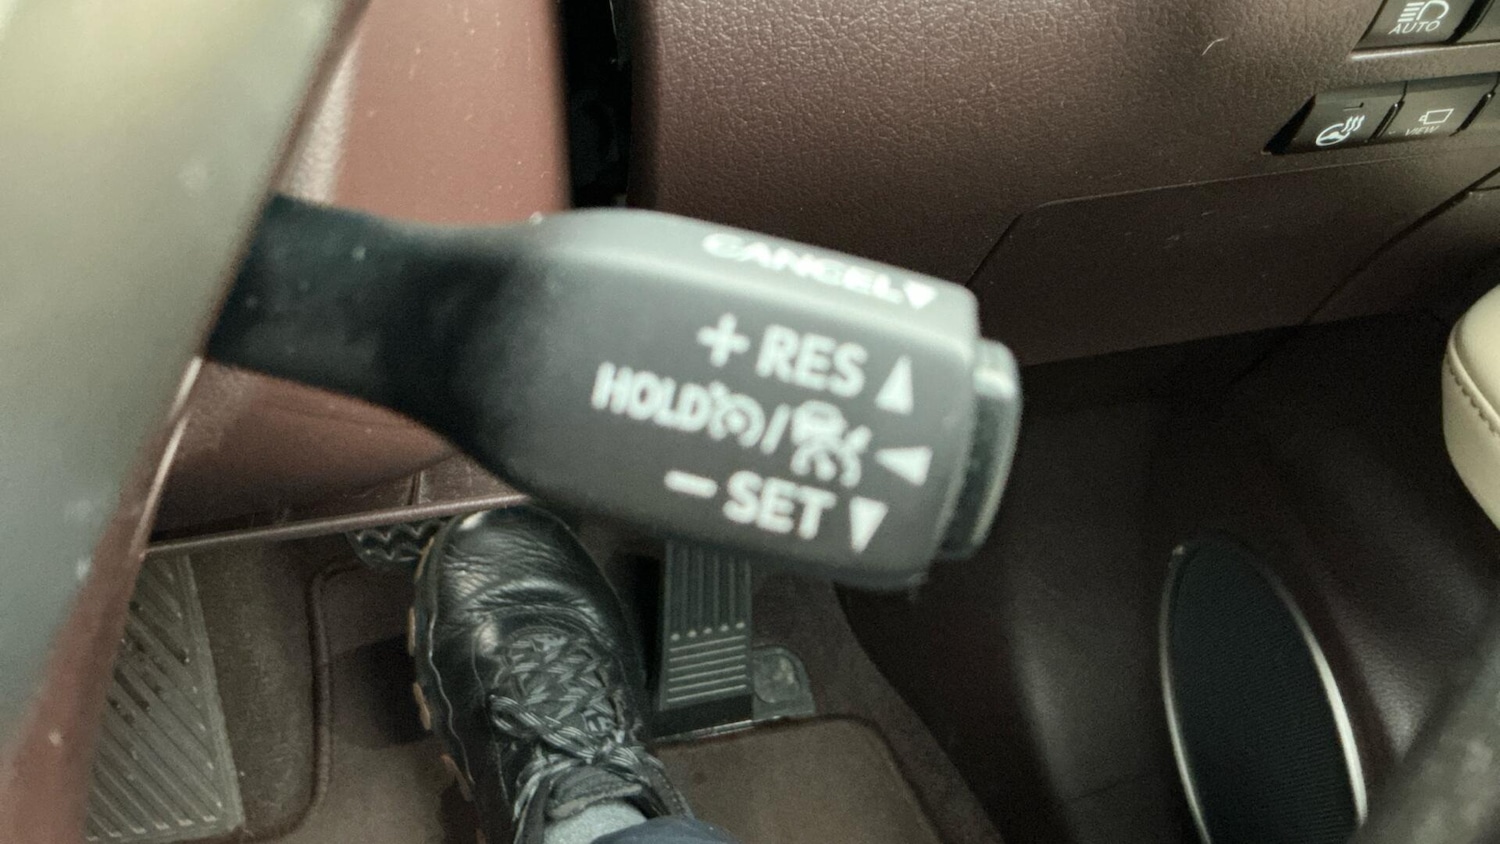 AUTO
VIEW
CANCEL
+ RES
HOLD /
− SET